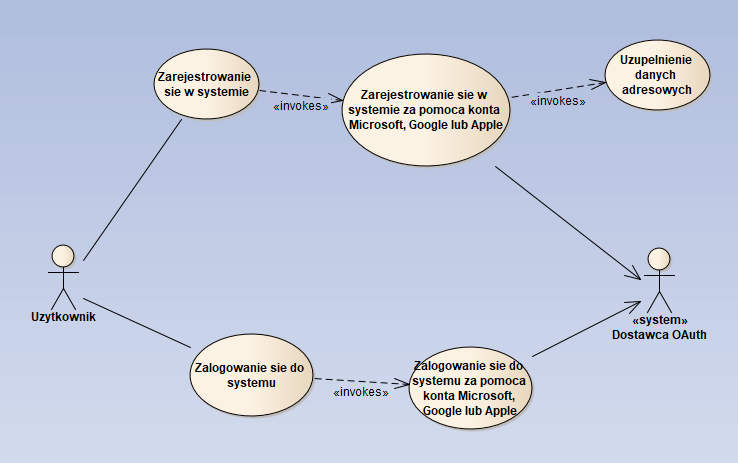 Zarejestrowanie
sie w systemie
«invokes»
Zarejestrowanie sie w
systemie za pomoca konta
Microsoft, Google lub Apple
«invokes»
Uzupelnienie
danych
adresowych
Uzytkownik
«system»
Dostawca OAuth
Zalogowanie sie do
systemu
«invokes»
Zalogowanie sie do
systemu za pomoca
konta Microsoft,
Google lub Apple